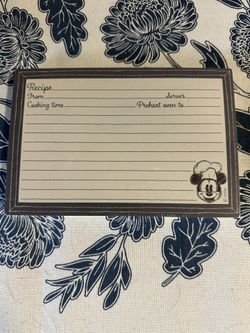 Recipe
From Serves
Cooking time Preheat oven to